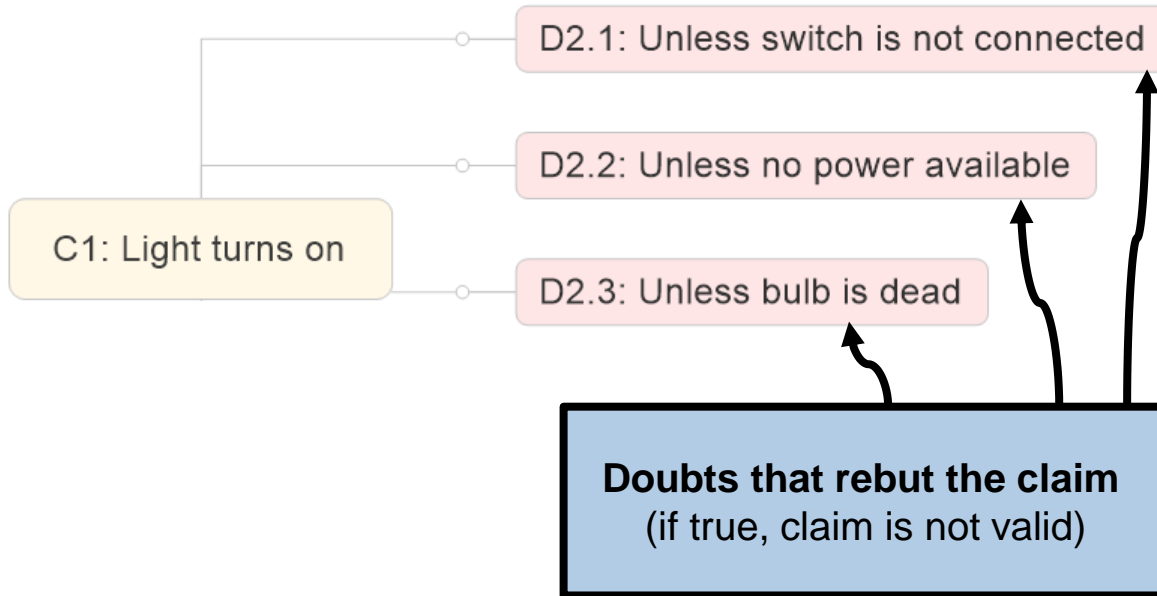 D2.1: Unless switch is not connected
D2.2: Unless no power available
C1: Light turns on
D2.3: Unless bulb is dead
Doubts that rebut the claim
(if true, claim is not valid)